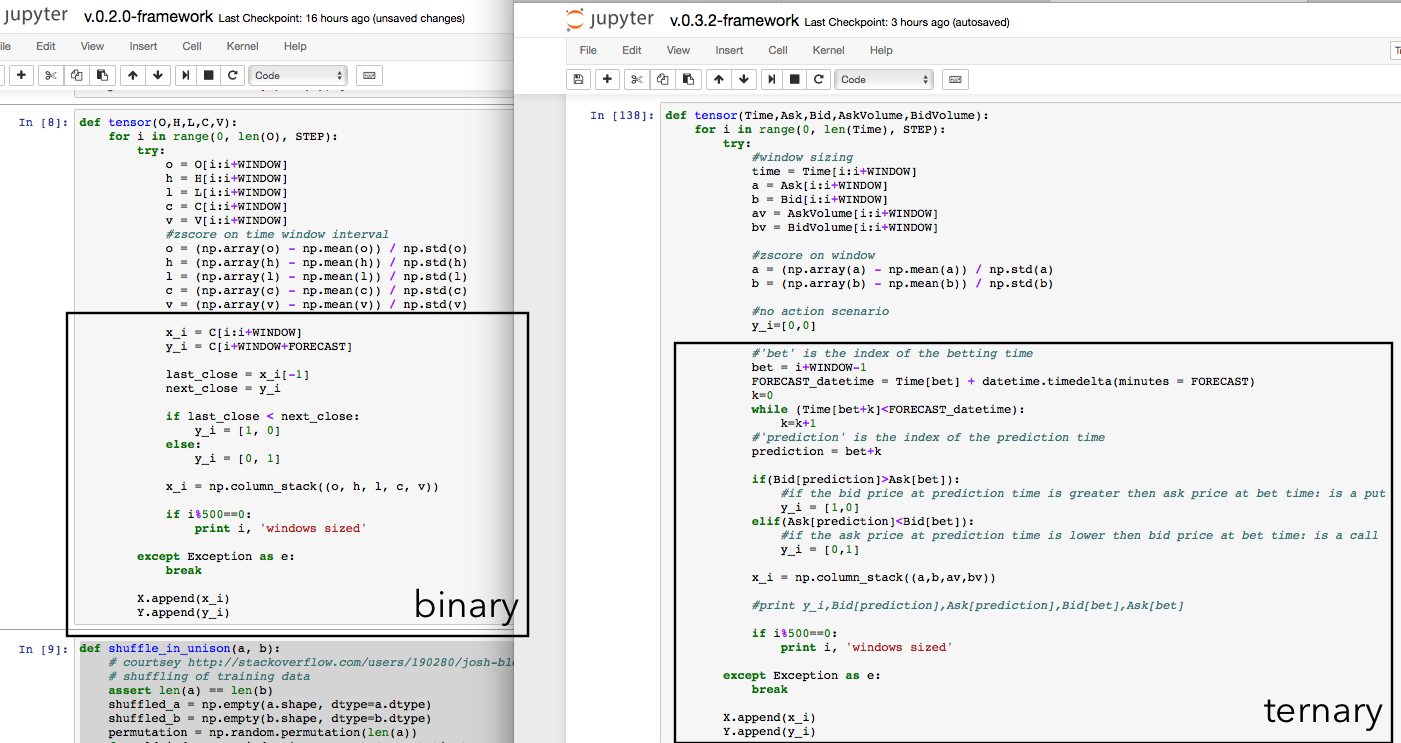 jupyter v.0.2.0-framework Last Checkpoint: 16 hours ago (unsaved changes)
ile Edit View Insert Cell Kernel Help
Code
In [8]: def tensor(O,H,L,C,V):
for i in range(0, len(O), STEP):
try:
o = O[i:i+WINDOW]
h = H[i:i+WINDOW]
l = L[i:i+WINDOW]
c = C[i:i+WINDOW]
v = V[i:i+WINDOW]
#zscore on time window interval
o = (np.array(o) - np.mean(o)) / np.std(o)
h = (np.array(h) - np.mean(h)) / np.std(h)
l = (np.array(l) - np.mean(l)) / np.std(l)
c = (np.array(c) - np.mean(c)) / np.std(c)
v = (np.array(v) - np.mean(v)) / np.std(v)
x_i = C[i:i+WINDOW]
y_i = C[i+WINDOW+FORECAST]
last_close = x_i[-1]
next_close = y_i
if last_close < next_close:
y_i = [1, 0]
else:
y_i = [0, 1]
x_i = np.column_stack((o, h, l, c, v))
if i%500==0:
print i, 'windows sized'
except Exception as e:
break
X.append(x_i)
Y.append(y_i)
binary
In [9]: def shuffle_in_unison(a, b):
# courtsey http://stackoverflow.com/users/190280/josh-bl
# shuffling of training data
assert len(a) == len(b)
shuffled_a = np.empty(a.shape, dtype=a.dtype)
shuffled_b = np.empty(b.shape, dtype=b.dtype)
permutation = np.random.permutation(len(a))
jupyter v.0.3.2-framework Last Checkpoint: 3 hours ago (autosaved)
File Edit View Insert Cell Kernel Help
Code
In [138]: def tensor(Time,Ask,Bid,AskVolume,BidVolume):
for i in range(0, len(Time), STEP):
try:
#window sizing
time = Time[i:i+WINDOW]
a = Ask[i:i+WINDOW]
b = Bid[i:i+WINDOW]
av = AskVolume[i:i+WINDOW]
bv = BidVolume[i:i+WINDOW]
#zscore on window
a = (np.array(a) - np.mean(a)) / np.std(a)
b = (np.array(b) - np.mean(b)) / np.std(b)
#no action scenario
y_i=[0,0]
#'bet' is the index of the betting time
bet = i+WINDOW-1
FORECAST_datetime = Time[bet] + datetime.timedelta(minutes = FORECAST)
k=0
while (Time[bet+k]<FORECAST_datetime):
k=k+1
#'prediction' is the index of the prediction time
prediction = bet+k
if(Bid[prediction]>Ask[bet]):
#if the bid price at prediction time is greater then ask price at bet time: is a put
y_i = [1,0]
elif(Ask[prediction]<Bid[bet]):
#if the ask price at prediction time is lower then bid price at bet time: is a call
y_i = [0,1]
x_i = np.column_stack((a,b,av,bv))
#print y_i,Bid[prediction],Ask[prediction],Bid[bet],Ask[bet]
if i%500==0:
print i, 'windows sized'
except Exception as e:
break
X.append(x_i)
Y.append(y_i)
ternary